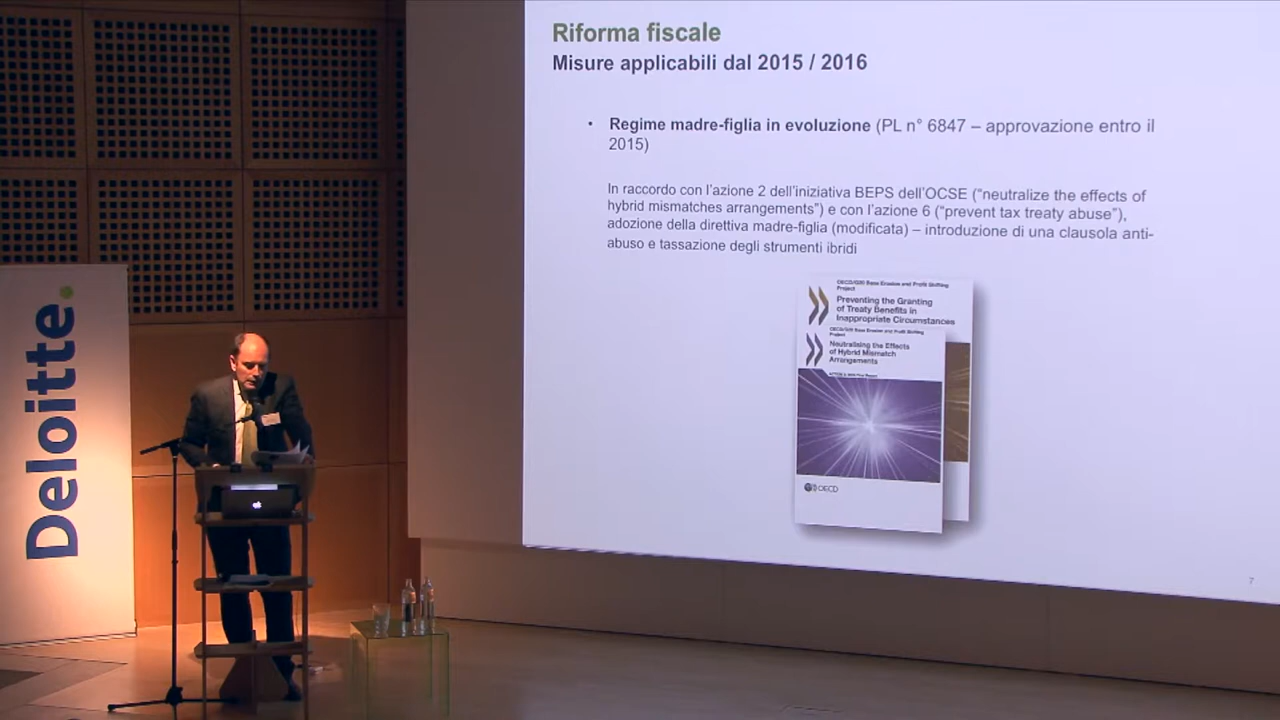 Riforma fiscale
Misure applicabili dal 2015 / 2016
• Regime madre-figlia in evoluzione (PL n° 6847 – approvazione entro il
2015)
In raccordo con l'azione 2 dell'iniziativa BEPS dell'OCSE ("neutralize the effects of
hybrid mismatches arrangements") e con l'azione 6 ("prevent tax treaty abuse"),
adozione della direttiva madre-figlia (modificata) – introduzione di una clausola anti-
abuso e tassazione degli strumenti ibridi
OECD/G20 Base Erosion and Profit Shifting
Project
Preventing the Granting
of Treaty Benefits in
Inappropriate Circumstances
OECD/G20 Base Erosion and Profit Shifting
Project
Neutralising the Effects
of Hybrid Mismatch
Arrangements
OECD
7
Deloitte.